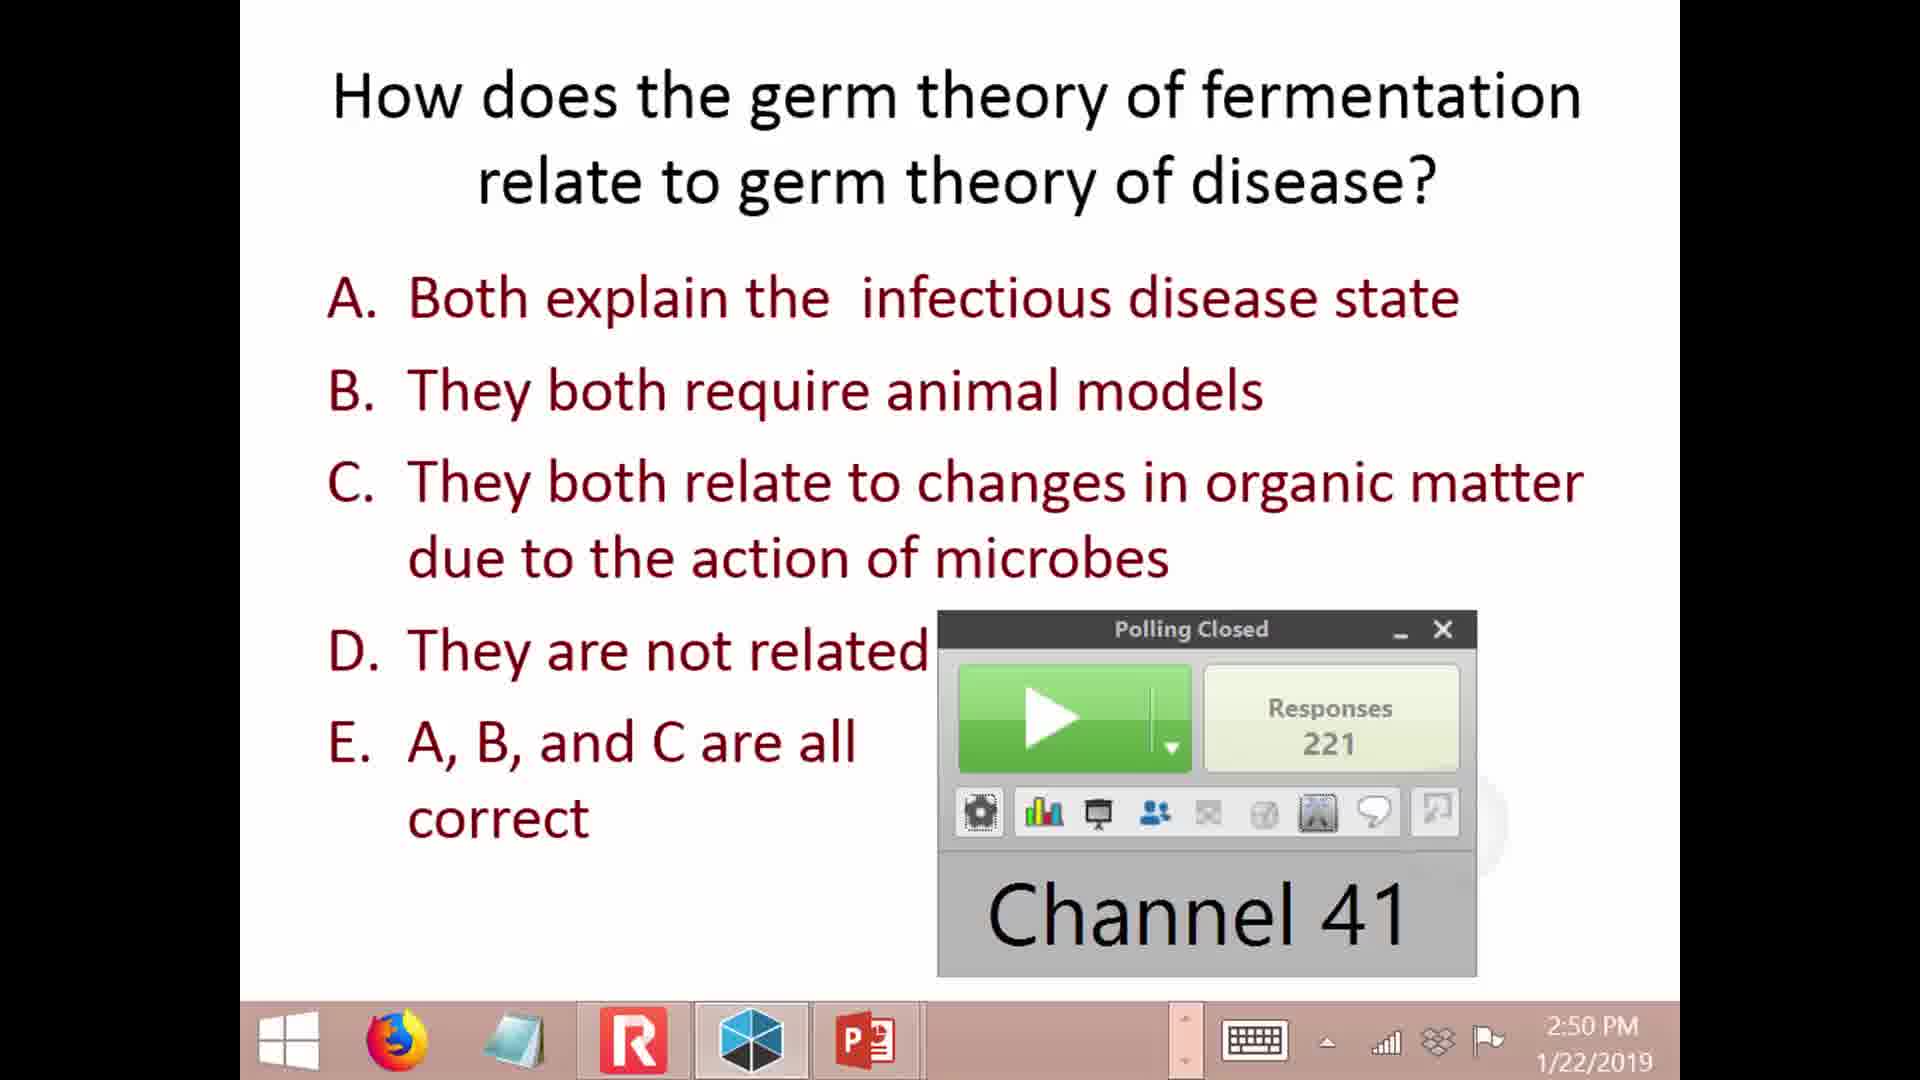 How does the germ theory of fermentation
relate to germ theory of disease?
A. Both explain the infectious disease state
B. They both require animal models
C. They both relate to changes in organic matter
due to the action of microbes
D. They are not related
E. A, B, and C are all
correct
Polling Closed
Responses
221
Channel 41
2:50 PM
1/22/2019